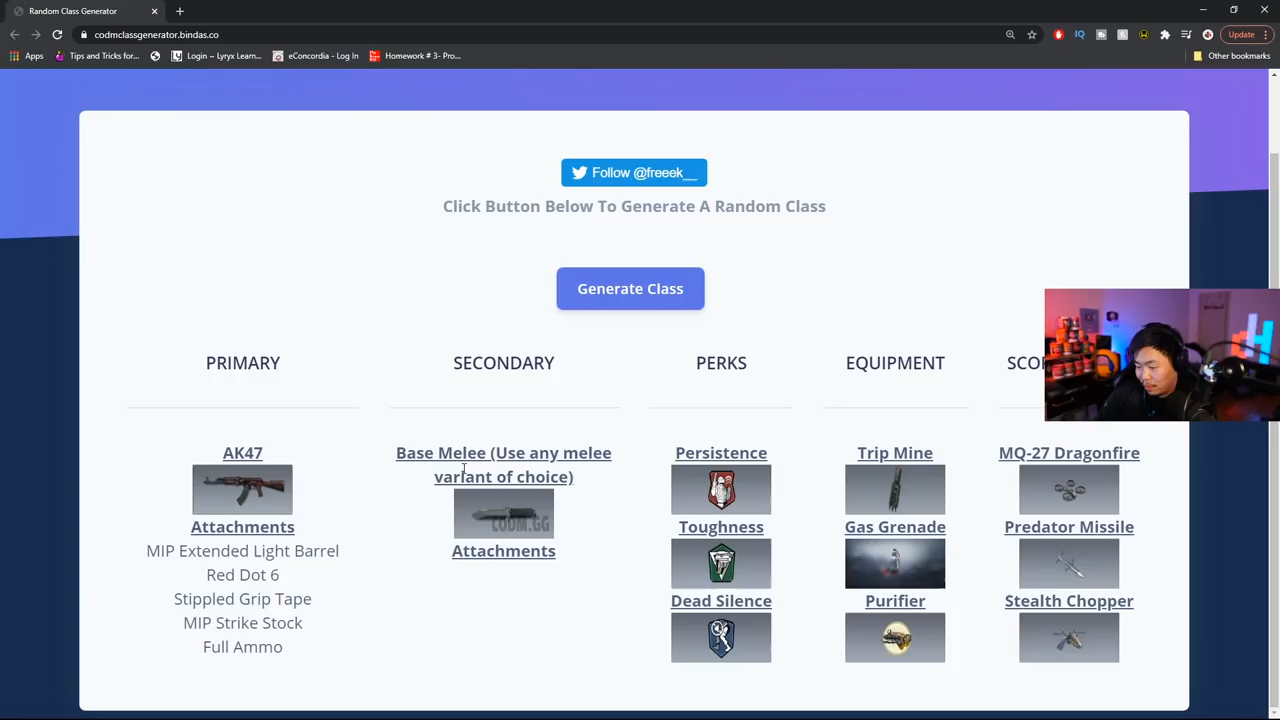 Random Class Generator
codmclassgenerator.bindas.co
Update
Apps
Tips and Tricks for...
Login – Lyryx Learn...
eConcordia - Log In
Homework # 3- Pro...
Other bookmarks
Follow @freeek__
Click Button Below To Generate A Random Class
Generate Class
PRIMARY
SECONDARY
PERKS
EQUIPMENT
AK47
Attachments
MIP Extended Light Barrel
Red Dot 6
Stippled Grip Tape
MIP Strike Stock
Full Ammo
Base Melee (Use any melee
variant of choice)
CODM.GG
Attachments
Persistence
Toughness
Dead Silence
Trip Mine
Gas Grenade
Purifier
MQ-27 Dragonfire
Predator Missile
Stealth Chopper